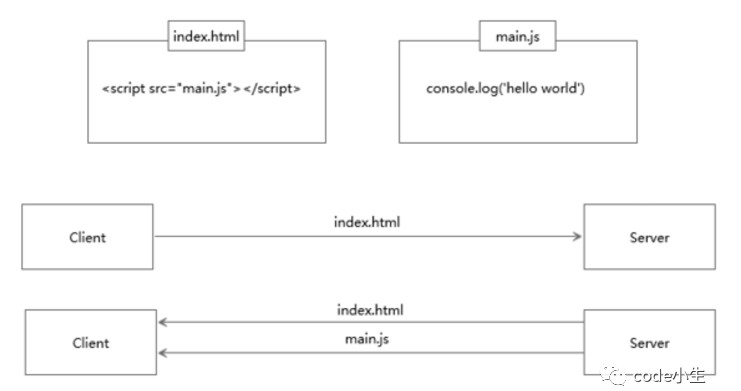 index.html
main.js
<script src="main.js"></script>
console.log('hello world')
Client
index.html
Server
index.html
Client
main.js
Server
code小生